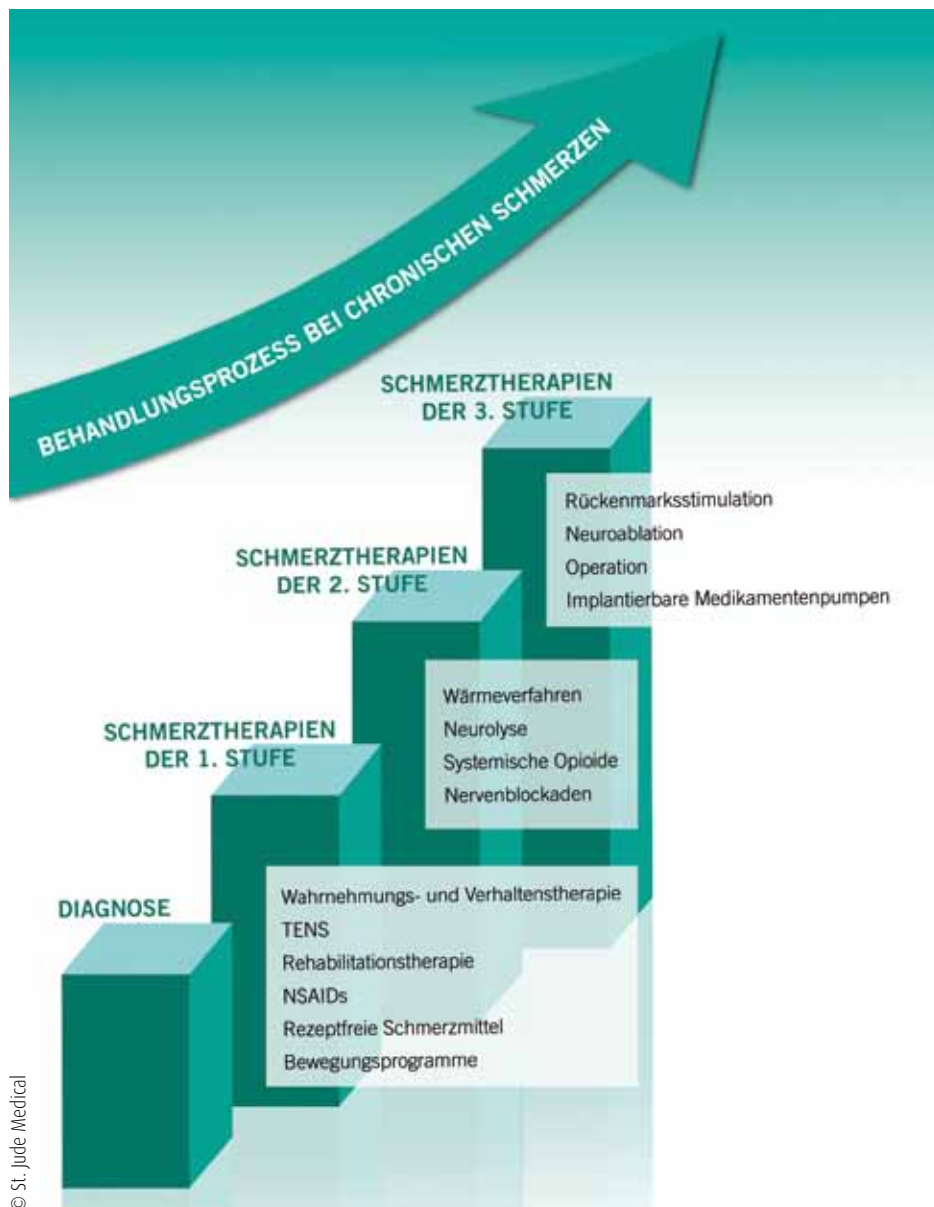 BEHANDLUNGSPROZESS BEI CHRONISCHEN SCHMERZEN
SCHMERZTHERAPIEN
DER 3. STUFE
Rückenmarksstimulation
Neuroablation
Operation
Implantierbare Medikamentenpumpen
SCHMERZTHERAPIEN
DER 2. STUFE
Wärmeverfahren
Neurolyse
Systemische Opioide
Nervenblockaden
SCHMERZTHERAPIEN
DER 1. STUFE
Wahrnehmungs- und Verhaltenstherapie
TENS
Rehabilitationstherapie
NSAIDs
Rezeptfreie Schmerzmittel
Bewegungsprogramme
DIAGNOSE
© St. Jude Medical